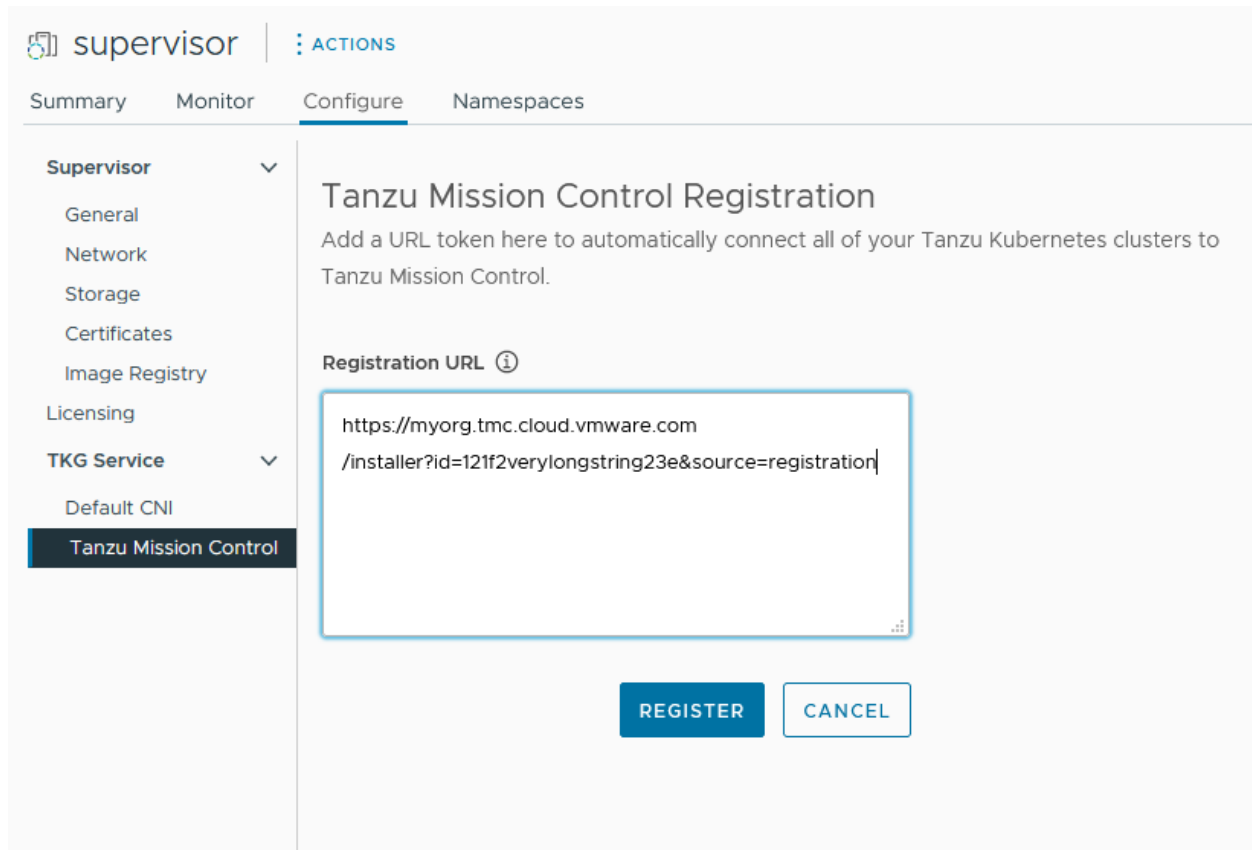 supervisor
ACTIONS
Summary Monitor Configure Namespaces
Supervisor
General
Network
Storage
Certificates
Image Registry
Licensing
TKG Service
Default CNI
Tanzu Mission Control
Tanzu Mission Control Registration
Add a URL token here to automatically connect all of your Tanzu Kubernetes clusters to
Tanzu Mission Control.
Registration URL
https://myorg.tmc.cloud.vmware.com
/installer?id=121f2verylongstring23e&source=registration
REGISTER CANCEL